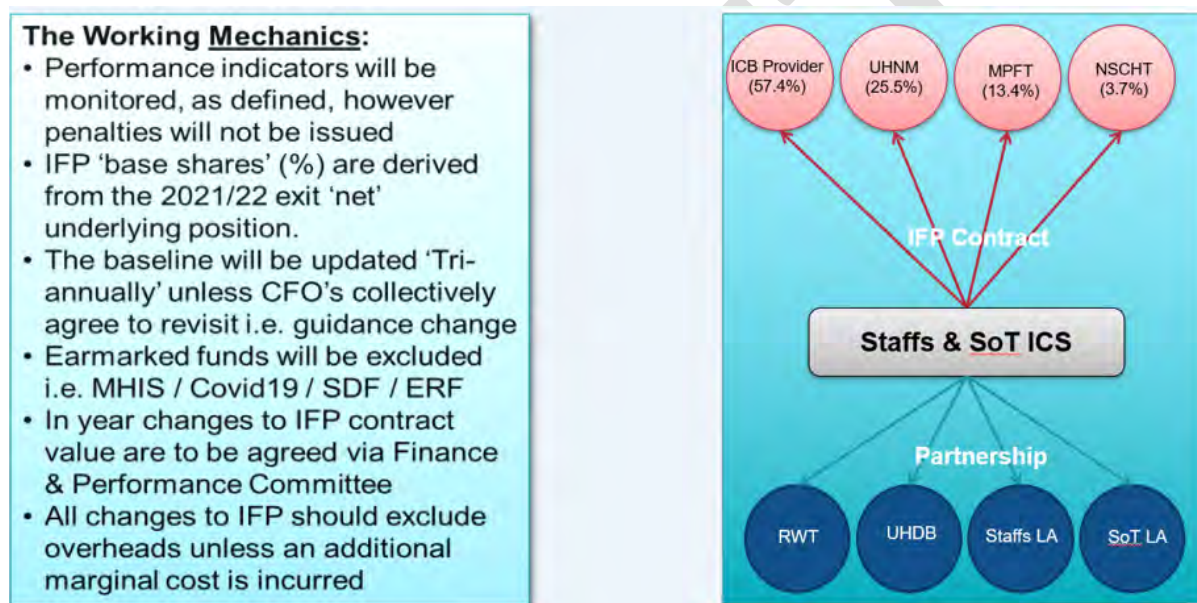 The Working Mechanics:
• Performance indicators will be
monitored, as defined, however
penalties will not be issued
• IFP ‘base shares’ (%) are derived
from the 2021/22 exit ‘net’
underlying position.
• The baseline will be updated ‘Tri-
annually’ unless CFO’s collectively
agree to revisit i.e. guidance change
• Earmarked funds will be excluded
i.e. MHIS / Covid19 / SDF / ERF
• In year changes to IFP contract
value are to be agreed via Finance
& Performance Committee
• All changes to IFP should exclude
overheads unless an additional
marginal cost is incurred
ICB Provider
(57.4%)
UHNM
(25.5%)
MPFT
(13.4%)
NSCHT
(3.7%)
IFP Contract
Staffs & SoT ICS
Partnership
RWT
UHDB
Staffs LA
SoT LA